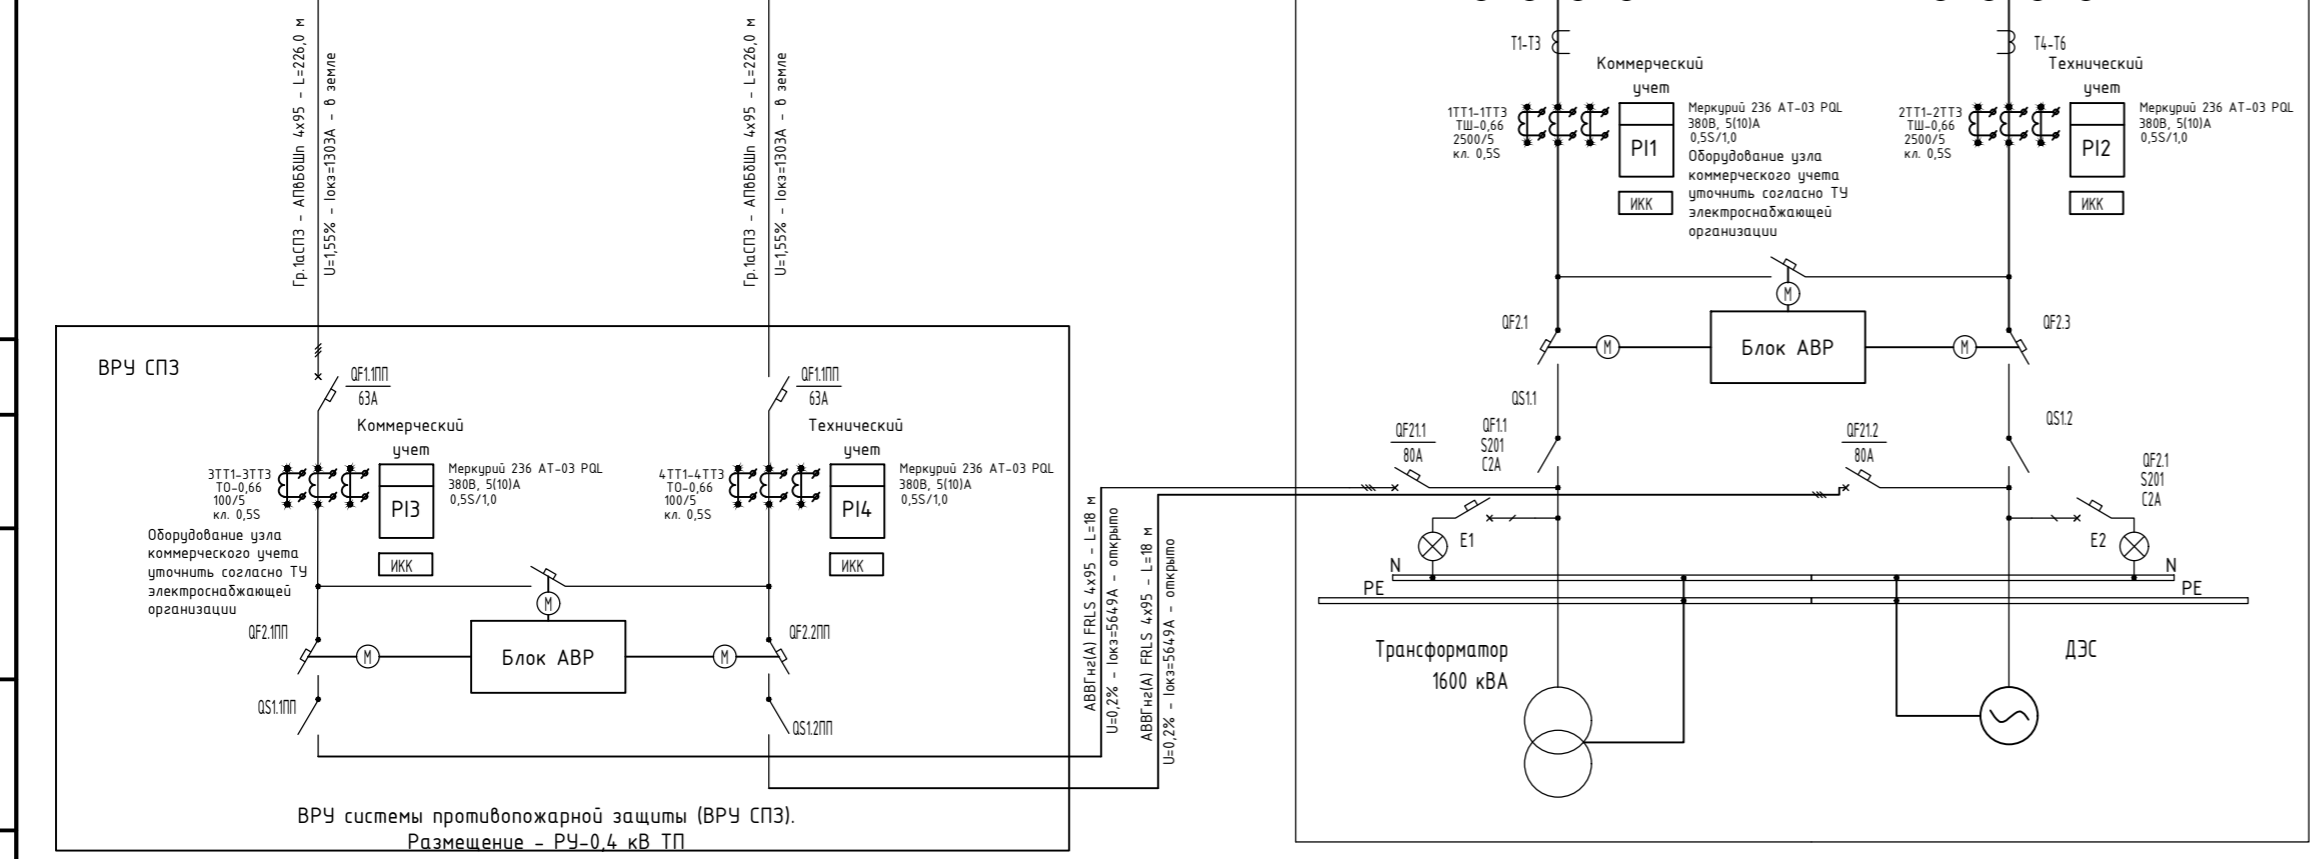 Гр.1аСПЗ - АПвБбШп 4х95 - L=226,0 м
U=1,55% - Iокз=1303А - в земле
Гр.1аСПЗ - АПвБбШп 4х95 - L=226,0 м
U=1,55% - Iокз=1303А - в земле
ВРУ СПЗ
QF1.1ПП
63А
QF1.1ПП
63А
Коммерческий
учет
3ТТ1-3ТТ3
ТО-0,66
100/5
кл. 0,5S
PI3
Меркурий 236 АТ-03 PQL
380В, 5(10)А
0,5S/1,0
ИКК
Оборудование узла
коммерческого учета
уточнить согласно ТУ
электроснабжающей
организации
Технический
учет
4ТТ1-4ТТ3
ТО-0,66
100/5
кл. 0,5S
PI4
Меркурий 236 АТ-03 PQL
380В, 5(10)А
0,5S/1,0
ИКК
М
QF2.1ПП
М
Блок АВР
М
QF2.2ПП
QS1.1ПП
QS1.2ПП
ВРУ системы противопожарной защиты (ВРУ СПЗ).
Размещение - РУ-0,4 кВ ТП
АВВГнг(А) FRLS 4х95 - L=18 м
U=0,2% - Iокз=5649А - открыто
АВВГнг(А) FRLS 4х95 - L=18 м
U=0,2% - Iокз=5649А - открыто
Т1-Т3
Коммерческий
учет
1ТТ1-1ТТ3
ТШ-0,66
2500/5
кл. 0,5S
PI1
Меркурий 236 АТ-03 PQL
380В, 5(10)А
0,5S/1,0
Оборудование узла
коммерческого учета
уточнить согласно ТУ
электроснабжающей
организации
ИКК
Т4-Т6
Технический
учет
2ТТ1-2ТТ3
ТШ-0,66
2500/5
кл. 0,5S
PI2
Меркурий 236 АТ-03 PQL
380В, 5(10)А
0,5S/1,0
ИКК
М
QF2.1
М
Блок АВР
М
QF2.3
QS1.1
QS1.2
QF21.1
80А
QF1.1
S201
C2A
QF21.2
80А
QF2.1
S201
C2A
E1
E2
N
N
PE
PE
Трансформатор
1600 кВА
ДЭС